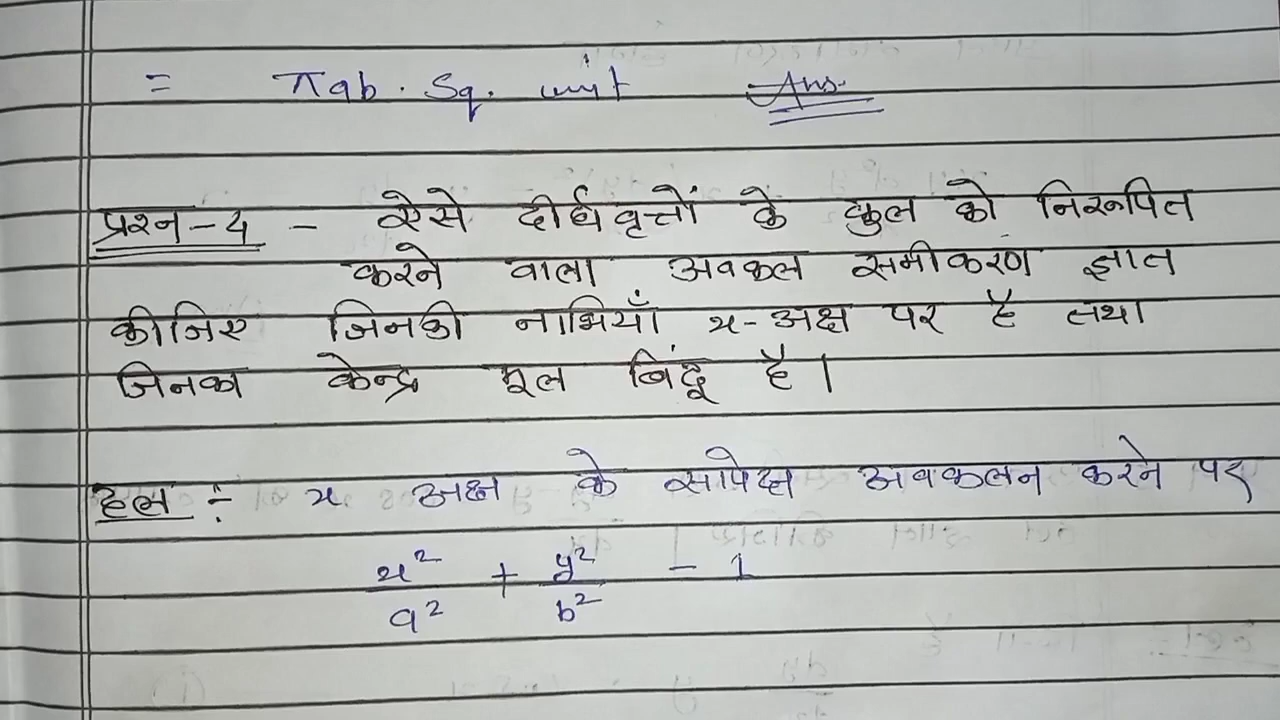 = πab. Sq. unit Ans.
प्रश्न-4 - ऐसे दीर्घवृत्तों के कुल को निरूपित
करने वाला अवकल समीकरण ज्ञात
कीजिए जिनकी नाभियाँ x-अक्ष पर है तथा
जिनका केन्द्र मूल बिंदू है।
हल ÷ x अक्ष के सापेक्ष अवकलन करने पर
x²/a² + y²/b² - 1